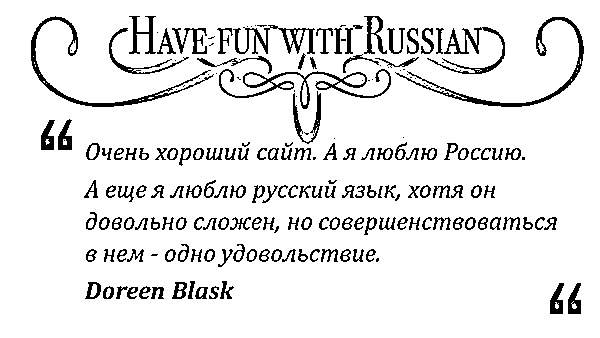 HAVE FUN WITH RUSSIAN
“
Очень хороший сайт. А я люблю Россию.
А еще я люблю русский язык, хотя он
довольно сложен, но совершенствоваться
в нем - одно удовольствие.
Doreen Blask
“